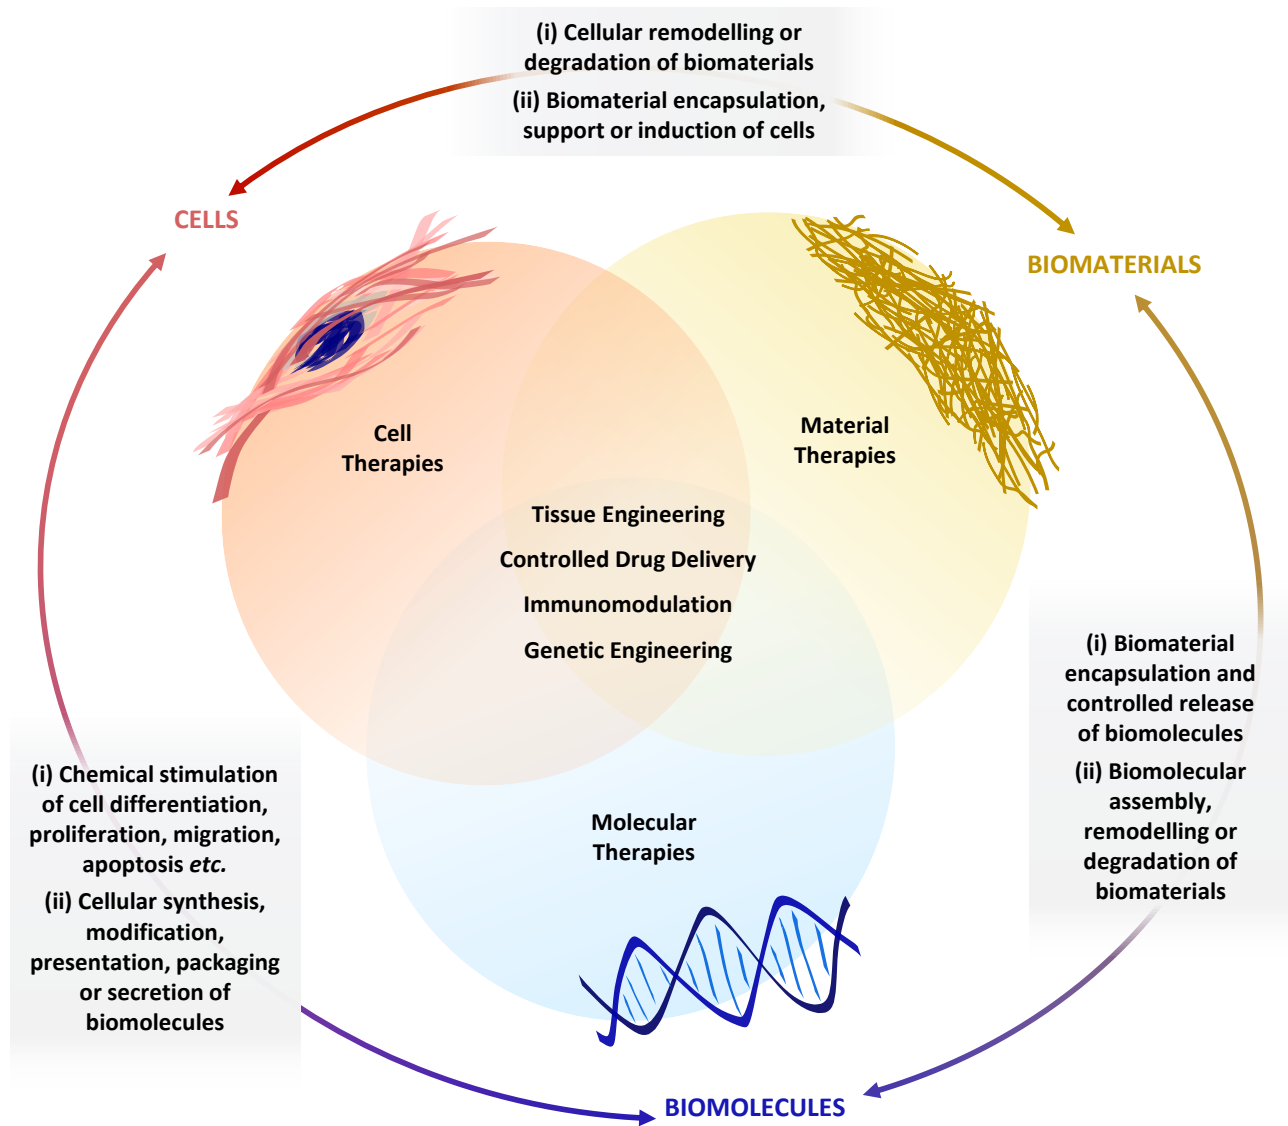 (i) Cellular remodelling or
degradation of biomaterials
(ii) Biomaterial encapsulation,
support or induction of cells
CELLS
BIOMATERIALS
Cell
Therapies
Material
Therapies
Tissue Engineering
Controlled Drug Delivery
Immunomodulation
Genetic Engineering
(i) Biomaterial
encapsulation and
controlled release
of biomolecules
(ii) Biomolecular
assembly,
remodelling or
degradation of
biomaterials
(i) Chemical stimulation
of cell differentiation,
proliferation, migration,
apoptosis etc.
(ii) Cellular synthesis,
modification,
presentation, packaging
or secretion of
biomolecules
Molecular
Therapies
BIOMOLECULES